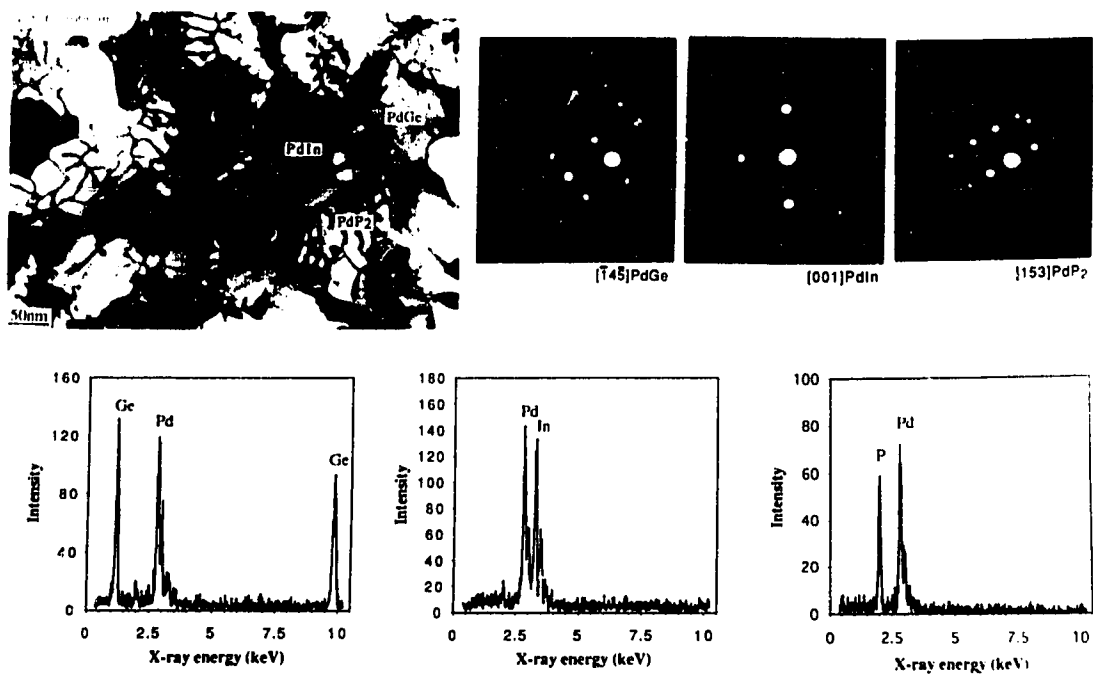 PdGe
PdIn
PdP2
50nm
[1̄45̄]PdGe
[001]PdIn
[153]PdP2
160
120
80
40
0
Intensity
Ge
Pd
Ge
0
2.5
5
7.5
10
X-ray energy (keV)
180
160
140
120
100
80
60
40
20
0
Intensity
Pd
In
0
2.5
5
7.5
10
X-ray energy (keV)
100
80
60
40
20
0
Intensity
P
Pd
0
2.5
5
7.5
10
X-ray energy (keV)